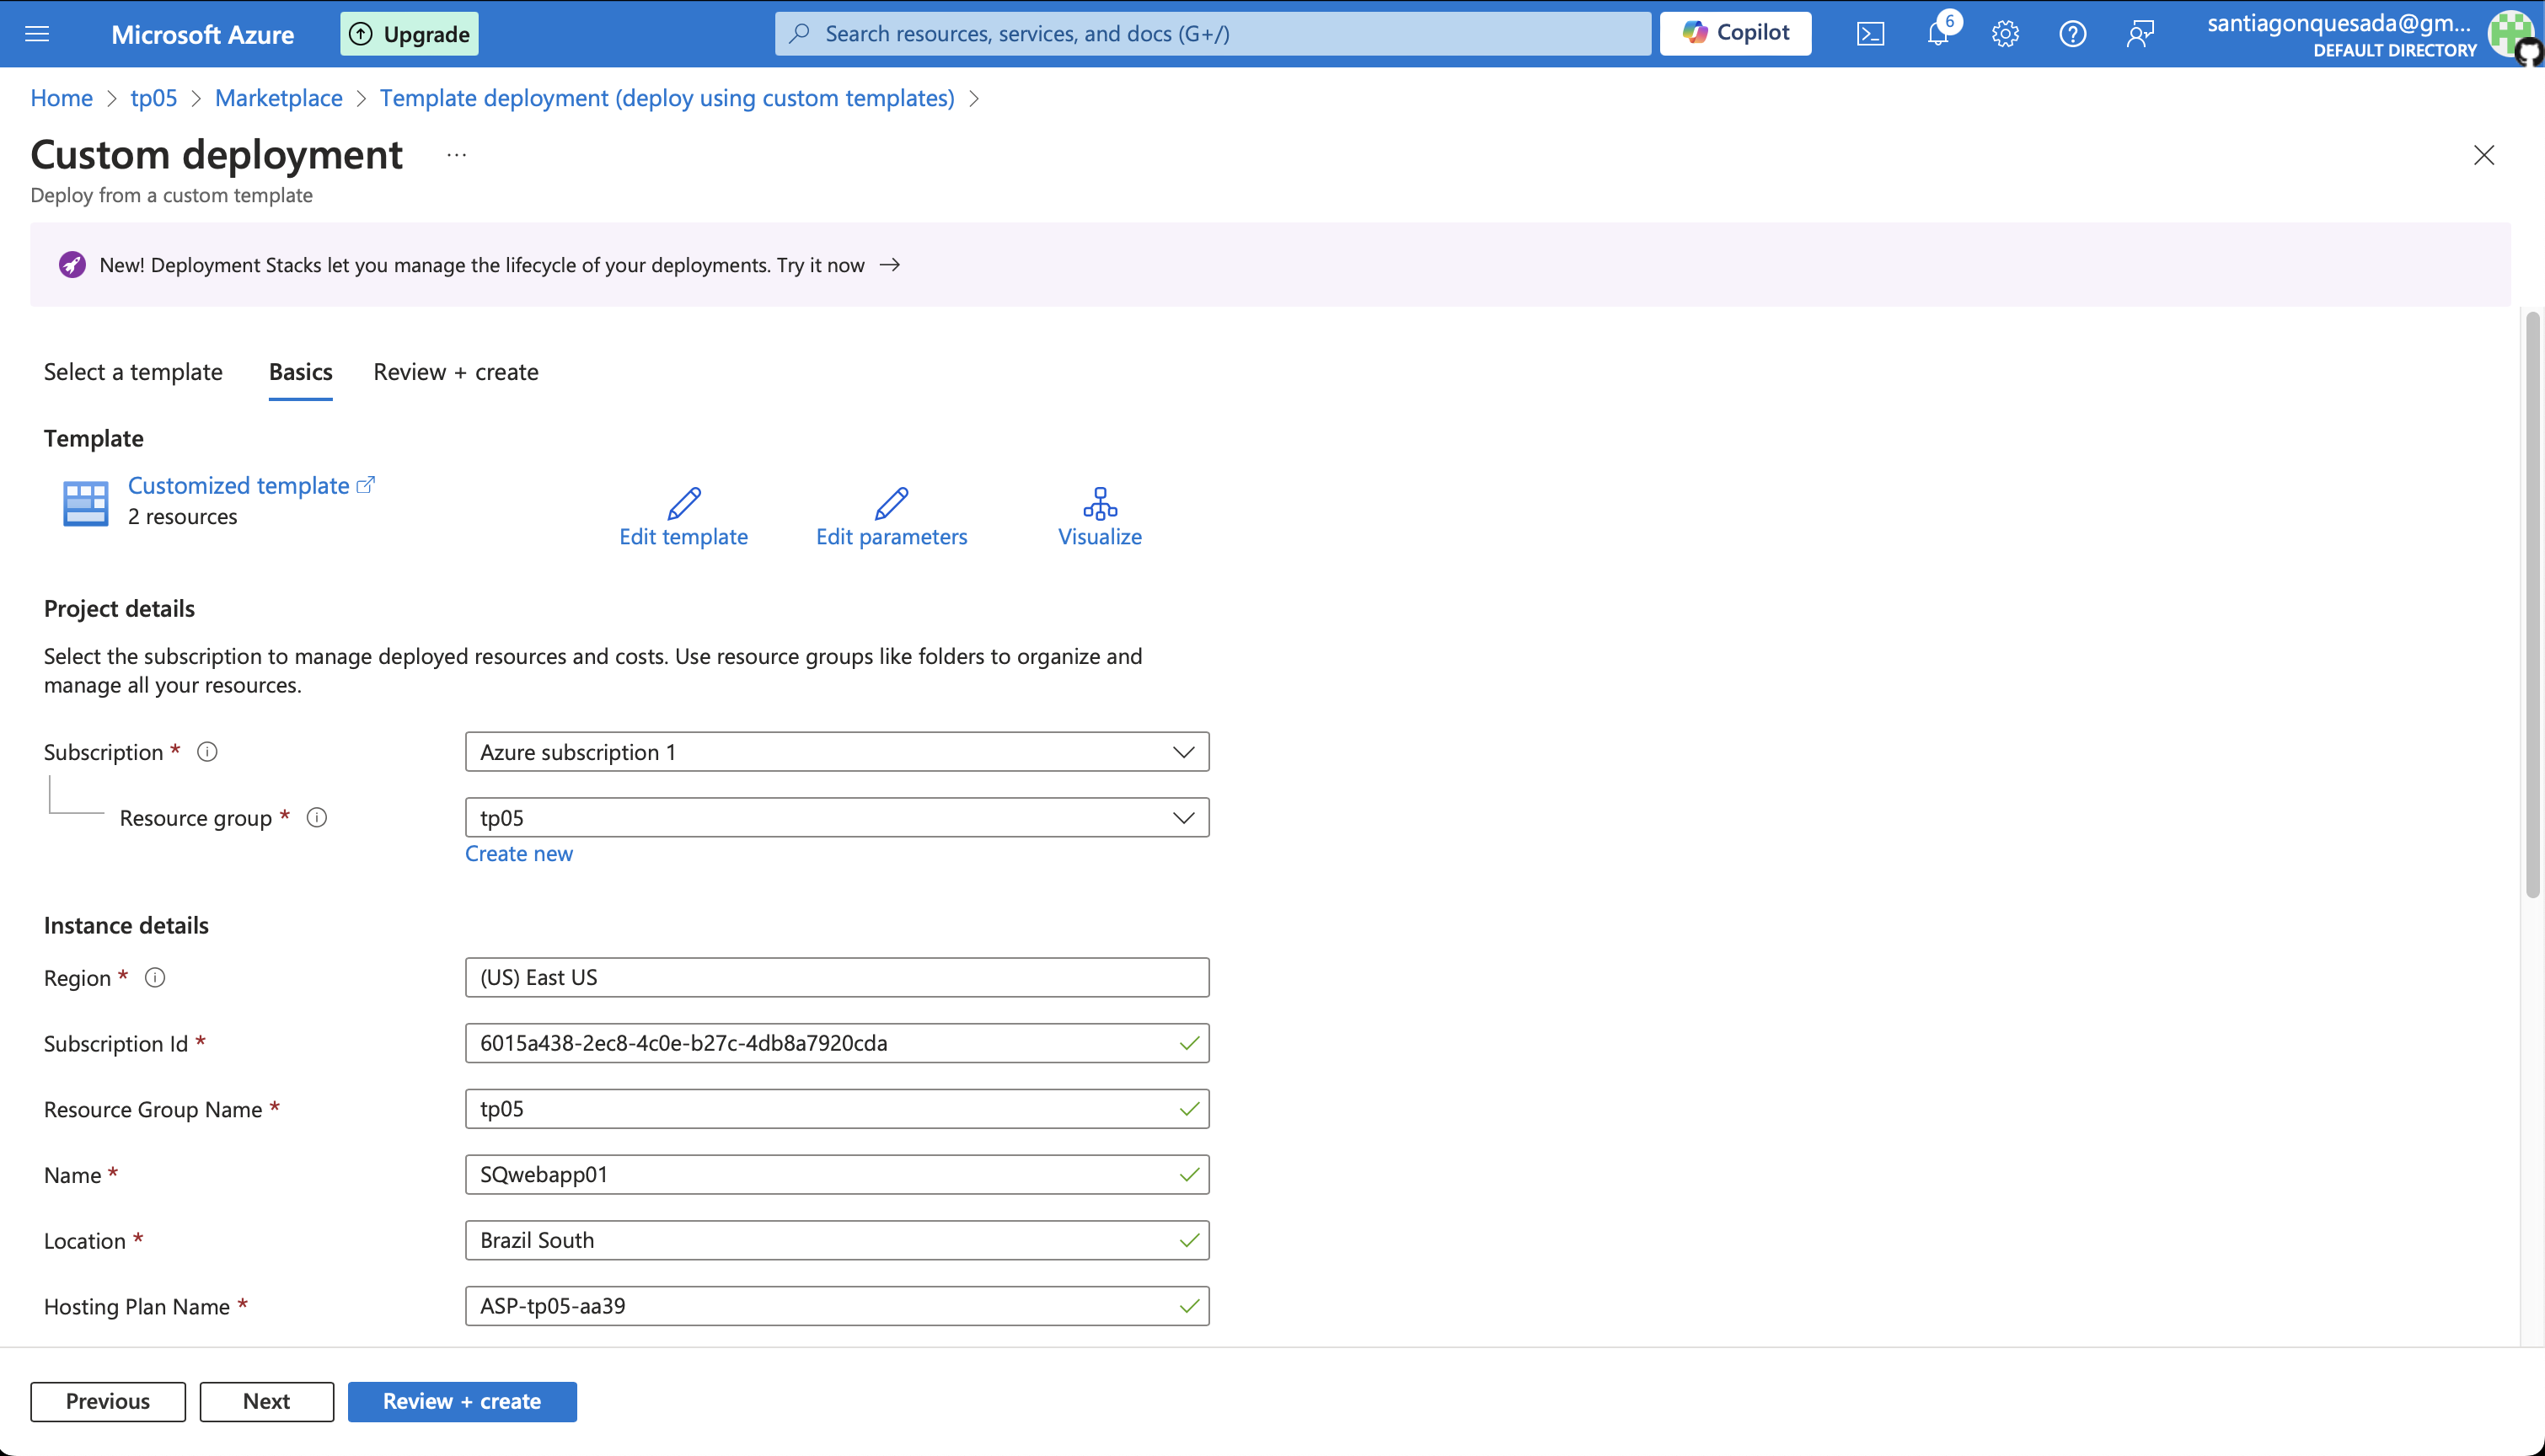 Microsoft Azure
Upgrade
Search resources, services, and docs (G+/)
Copilot
6
santiagonquesada@gm...
DEFAULT DIRECTORY
Home > tp05 > Marketplace > Template deployment (deploy using custom templates) >
Custom deployment ...
Deploy from a custom template
New! Deployment Stacks let you manage the lifecycle of your deployments. Try it now →
Select a template Basics Review + create
Template
Customized template
2 resources
Edit template Edit parameters Visualize
Project details
Select the subscription to manage deployed resources and costs. Use resource groups like folders to organize and
manage all your resources.
Subscription * Azure subscription 1
Resource group * tp05
Create new
Instance details
Region * (US) East US
Subscription Id * 6015a438-2ec8-4c0e-b27c-4db8a7920cda
Resource Group Name * tp05
Name * SQwebapp01
Location * Brazil South
Hosting Plan Name * ASP-tp05-aa39
Previous Next Review + create